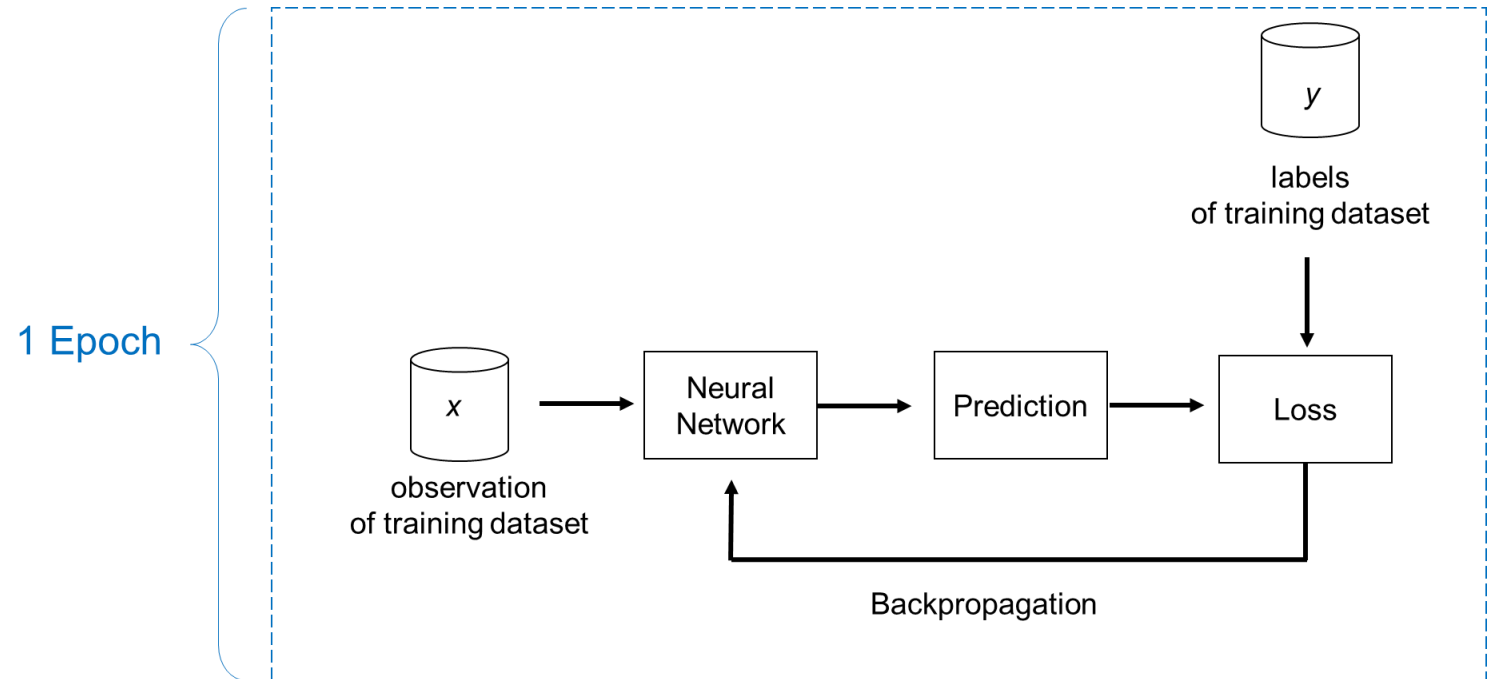 y
labels
of training dataset
1 Epoch
x
observation
of training dataset
Neural
Network
Prediction
Loss
Backpropagation